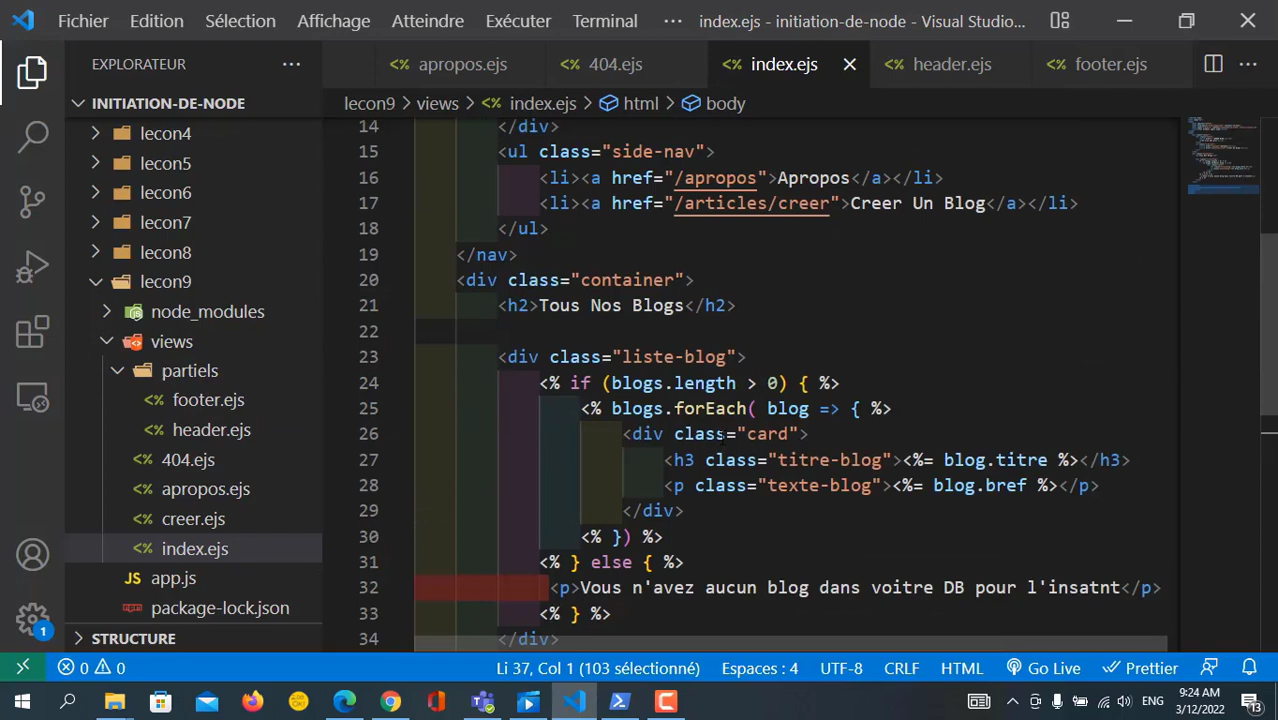 Fichier Edition Sélection Affichage Atteindre Exécuter Terminal ··· index.ejs - initiation-de-node - Visual Studio...
EXPLORATEUR ···
<% apropos.ejs <% 404.ejs <% index.ejs <% header.ejs <% footer.ejs ···
INITIATION-DE-NODE
lecon9 > views > <% index.ejs > html > body
lecon4
lecon5
lecon6
lecon7
lecon8
lecon9
node_modules
views
partiels
<% footer.ejs
<% header.ejs
<% 404.ejs
<% apropos.ejs
<% creer.ejs
<% index.ejs
JS app.js
package-lock.json
STRUCTURE
14 </div>
15 <ul class="side-nav">
16 <li><a href="/apropos">Apropos</a></li>
17 <li><a href="/articles/creer">Creer Un Blog</a></li>
18 </ul>
19 </nav>
20 <div class="container">
21 <h2>Tous Nos Blogs</h2>
22
23 <div class="liste-blog">
24 <% if (blogs.length > 0) { %>
25 <% blogs.forEach( blog => { %>
26 <div class="card">
27 <h3 class="titre-blog"><%= blog.titre %></h3>
28 <p class="texte-blog"><%= blog.bref %></p>
29 </div>
30 <% }) %>
31 <% } else { %>
32 <p>Vous n'avez aucun blog dans voitre DB pour l'insatnt</p>
33 <% } %>
34 </div>
1
0 0 Li 37, Col 1 (103 sélectionné) Espaces : 4 UTF-8 CRLF HTML Go Live Prettier
ENG 9:24 AM
3/12/2022 13